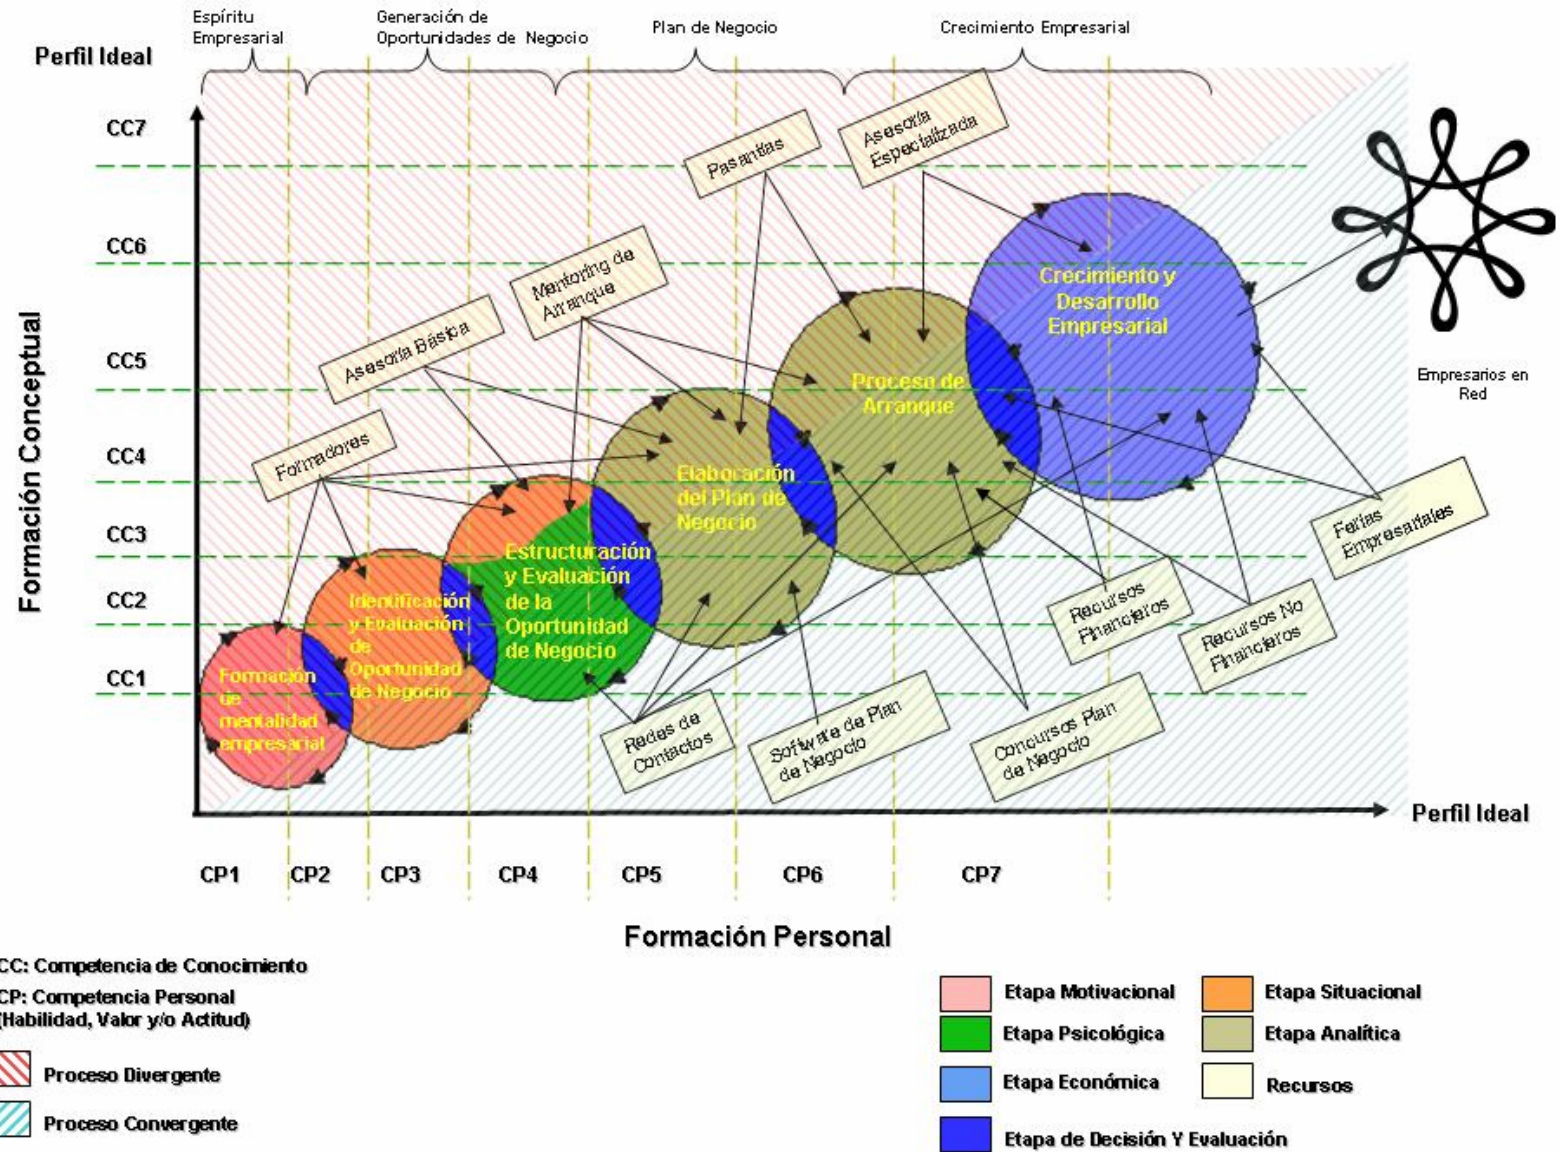 Espíritu
Empresarial
Generación de
Oportunidades de Negocio
Plan de Negocio
Crecimiento Empresarial
Perfil Ideal
CC7
CC6
CC5
CC4
CC3
CC2
CC1
Formación Conceptual
Pasantías
Asesoría
Especializada
Mentoring de
Arranque
Asesoría Básica
Formadores
Crecimiento y
Desarrollo
Empresarial
Proceso de
Arranque
Elaboración
del Plan de
Negocio
Estructuración
y Evaluación
de la
Oportunidad
de Negocio
Identificación
y Evaluación
de
Oportunidad
de Negocio
Formación
de
mentalidad
empresarial
Empresarios en
Red
Ferias
Empresariales
Recursos
Financieros
Recursos No
Financieros
Redes de
Contactos
Software de Plan
de Negocio
Concursos Plan
de Negocio
Perfil Ideal
CP1
CP2
CP3
CP4
CP5
CP6
CP7
Formación Personal
CC: Competencia de Conocimiento
CP: Competencia Personal
(Habilidad, Valor y/o Actitud)
Proceso Divergente
Proceso Convergente
Etapa Motivacional
Etapa Situacional
Etapa Psicológica
Etapa Analítica
Etapa Económica
Recursos
Etapa de Decisión Y Evaluación